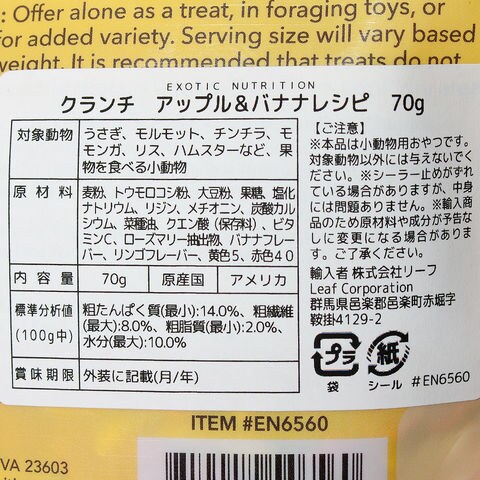 : Offer alone as a treat, in foraging toys, or
for added variety. Serving size will vary based
weight. It is recommended that treats do not
EXOTIC NUTRITION
クランチ アップル&バナナレシピ 70g
対象動物 うさぎ、モルモット、チンチラ、モ
モンガ、リス、ハムスターなど、果
物を食べる小動物
原材料 麦粉、トウモロコシ粉、大豆粉、果糖、塩化
ナトリウム、リジン、メチオニン、炭酸カル
シウム、菜種油、クエン酸(保存料)、ビタ
ミンC、ローズマリー抽出物、バナナフレー
バー、リンゴフレーバー、黄色5、赤色40
内容量 70g 原産国 アメリカ
標準分析値
(100g中)
粗たんぱく質(最小):14.0%、粗繊維
(最大):8.0%、粗脂質(最小):2.0%、
水分(最大):10.0%
賞味期限 外装に記載(月/年)
【ご注意】
※本品は小動物用おやつです。
対象動物以外には与えないでく
ださい。※シーラー止めがずれ
ている場合がありますが、中身
には問題ありません。※輸入商
品のため原材料や成分が予告な
しに変更になる場合がありま
す。ご了承ください。
輸入者 株式会社リーフ
Leaf Corporation
群馬県邑楽郡邑楽町赤堀字
鞍掛4129-2
プラ 紙
袋 シール #EN6560
ITEM #EN6560
VA 23603